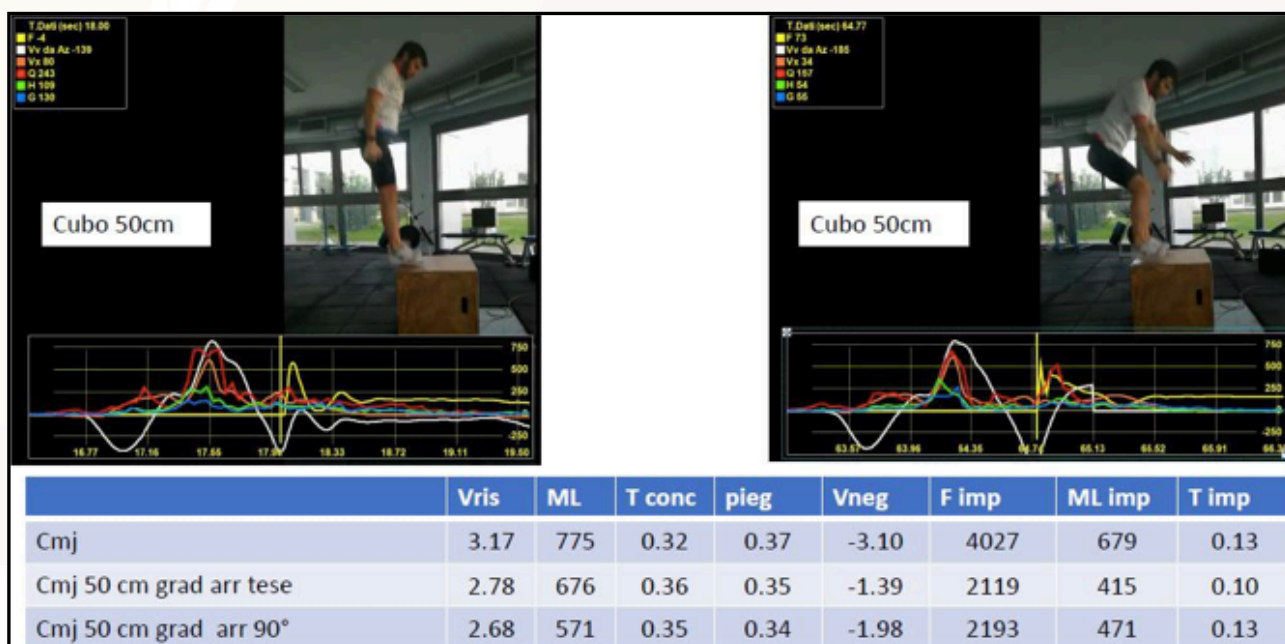 T.Dati (sec) 18.00
F -4
Vv da Az -139
Vx 80
Q 243
H 109
G 130
Cubo 50cm
750
500
250
0
-250
16.77 17.16 17.55 18.33 18.72 19.11 19.50
T.Dati (sec) 64.77
F 73
Vv da Az -185
Vx 34
Q 157
H 54
G 55
Cubo 50cm
750
500
250
0
-250
63.57 63.96 64.35 65.13 65.52 65.91
Vris ML T conc pieg Vneg F imp ML imp T imp
Cmj 3.17 775 0.32 0.37 -3.10 4027 679 0.13
Cmj 50 cm grad arr tese 2.78 676 0.36 0.35 -1.39 2119 415 0.10
Cmj 50 cm grad arr 90° 2.68 571 0.35 0.34 -1.98 2193 471 0.13